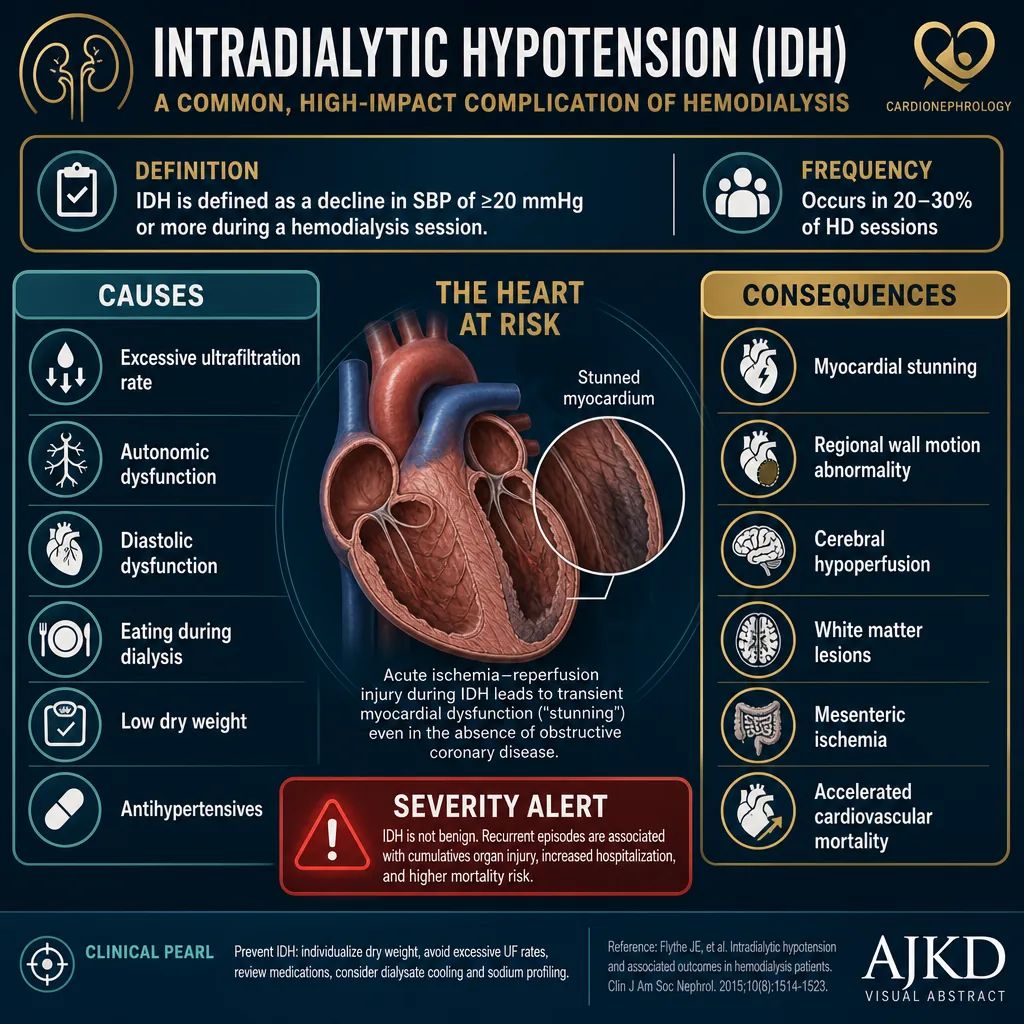 INTRADIALYTIC HYPOTENSION (IDH)
A COMMON, HIGH-IMPACT COMPLICATION OF HEMODIALYSIS
CARDIONEPHROLOGY
DEFINITION
IDH is defined as a decline in SBP of ≥20 mmHg
or more during a hemodialysis session.
FREQUENCY
Occurs in 20–30%
of HD sessions
CAUSES
Excessive ultrafiltration
rate
Autonomic
dysfunction
Diastolic
dysfunction
Eating during
dialysis
Low dry weight
Antihypertensives
THE HEART
AT RISK
Stunned
myocardium
Acute ischemia–reperfusion
injury during IDH leads to transient
myocardial dysfunction (“stunning”)
even in the absence of obstructive
coronary disease.
SEVERITY ALERT
IDH is not benign. Recurrent episodes are associated
with cumulatives organ injury, increased hospitalization,
and higher mortality risk.
CONSEQUENCES
Myocardial stunning
Regional wall motion
abnormality
Cerebral
hypoperfusion
White matter
lesions
Mesenteric
ischemia
Accelerated
cardiovascular
mortality
CLINICAL PEARL
Prevent IDH: individualize dry weight, avoid excessive UF rates,
review medications, consider dialysate cooling and sodium profiling.
Reference: Flythe JE, et al. Intradialytic hypotension
and associated outcomes in hemodialysis patients.
Clin J Am Soc Nephrol. 2015;10(8);1514-1523.
AJKD
VISUAL ABSTRACT